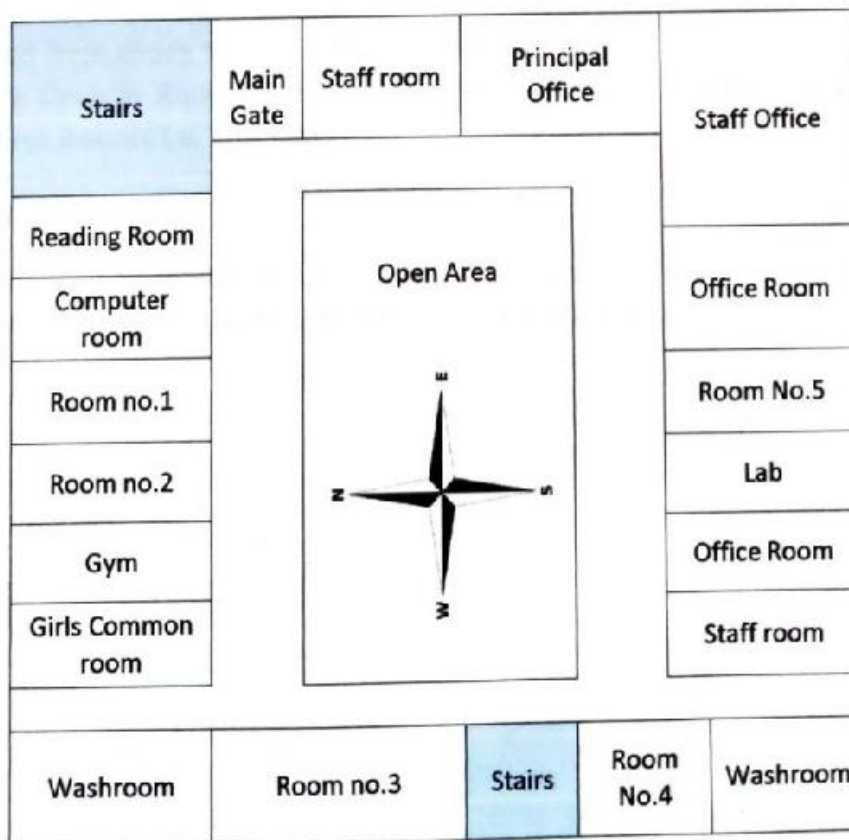 Stairs
Main
Gate
Staff room
Principal
Office
Staff Office
Reading Room
Computer
room
Room no.1
Room no.2
Gym
Girls Common
room
Open Area
E
N
S
W
Office Room
Room No.5
Lab
Office Room
Staff room
Washroom
Room no.3
Stairs
Room
No.4
Washroom